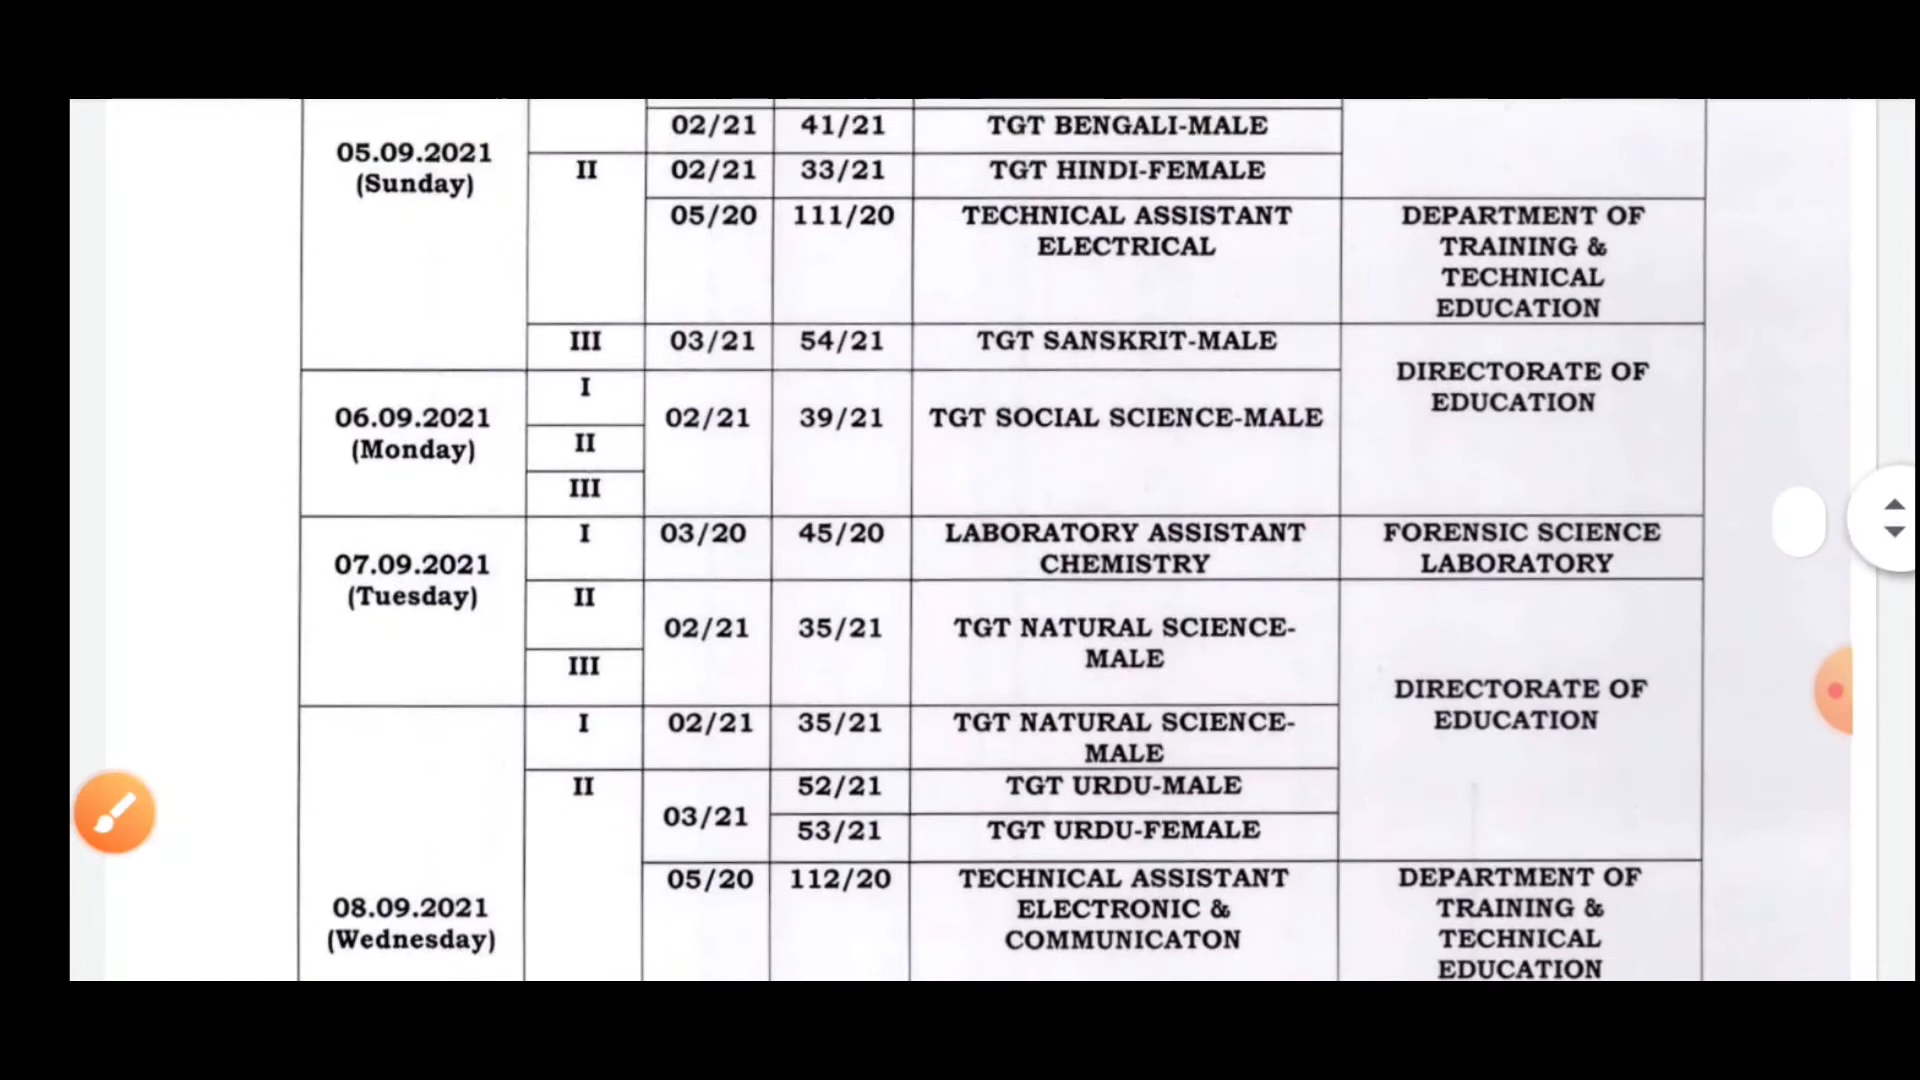 02/21 41/21 TGT BENGALI-MALE
05.09.2021
(Sunday)
II 02/21 33/21 TGT HINDI-FEMALE
05/20 111/20 TECHNICAL ASSISTANT
ELECTRICAL
DEPARTMENT OF
TRAINING &
TECHNICAL
EDUCATION
III 03/21 54/21 TGT SANSKRIT-MALE
DIRECTORATE OF
EDUCATION
06.09.2021
(Monday)
I
II
III
02/21 39/21 TGT SOCIAL SCIENCE-MALE
07.09.2021
(Tuesday)
I 03/20 45/20 LABORATORY ASSISTANT
CHEMISTRY
FORENSIC SCIENCE
LABORATORY
II
III
02/21 35/21 TGT NATURAL SCIENCE-
MALE
DIRECTORATE OF
EDUCATION
I 02/21 35/21 TGT NATURAL SCIENCE-
MALE
II 03/21 52/21 TGT URDU-MALE
53/21 TGT URDU-FEMALE
08.09.2021
(Wednesday)
05/20 112/20 TECHNICAL ASSISTANT
ELECTRONIC &
COMMUNICATON
DEPARTMENT OF
TRAINING &
TECHNICAL
EDUCATION